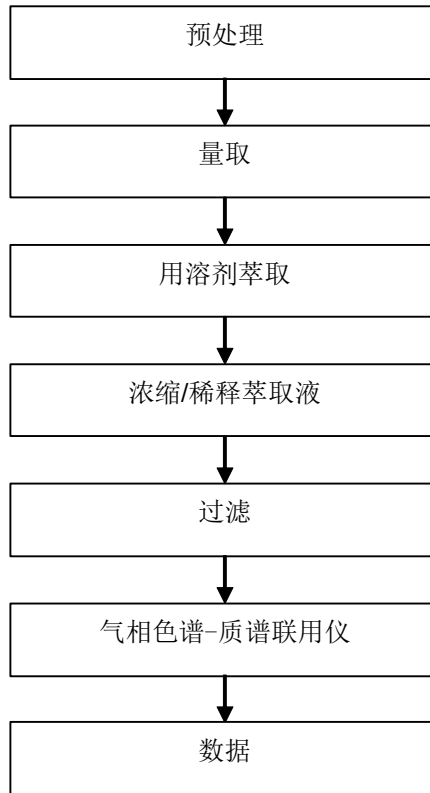 预处理
量取
用溶剂萃取
浓缩/稀释萃取液
过滤
气相色谱-质谱联用仪
数据